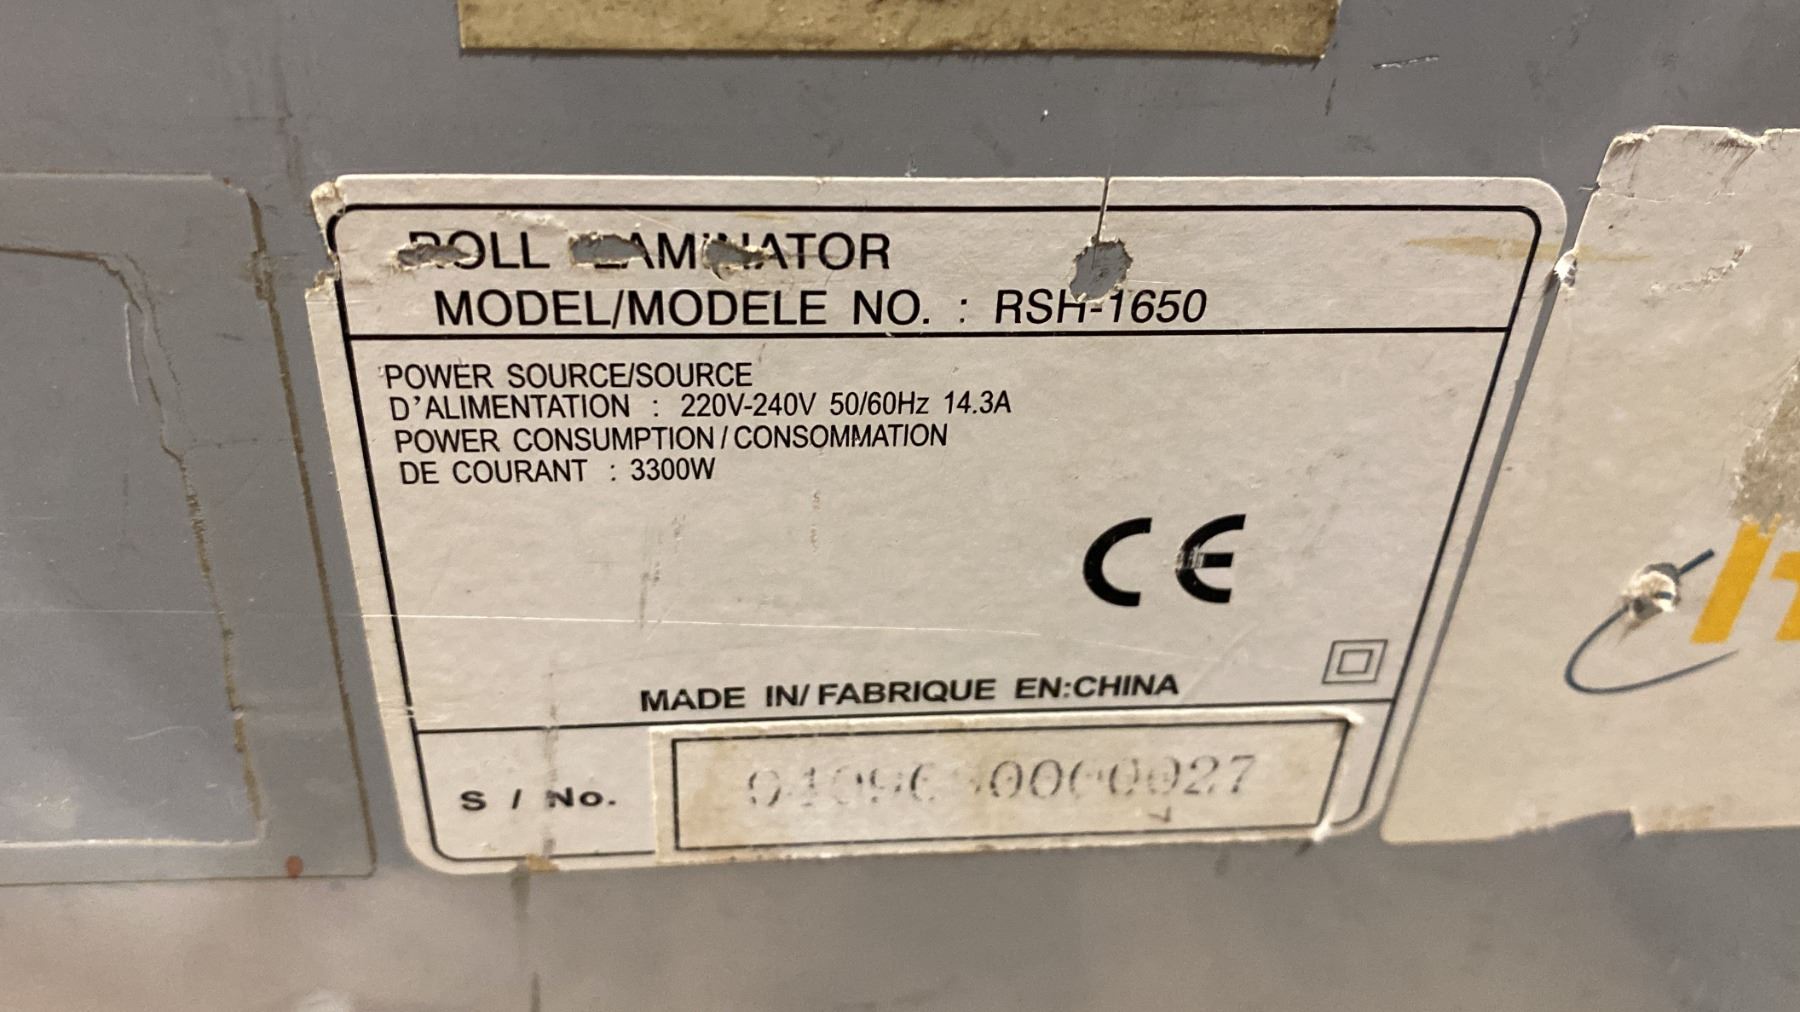 ROLL LAMINATOR
MODEL/MODELE NO. : RSH-1650
POWER SOURCE/SOURCE
D'ALIMENTATION : 220V-240V 50/60Hz 14.3A
POWER CONSUMPTION / CONSOMMATION
DE COURANT : 3300W
CE
MADE IN/ FABRIQUE EN:CHINA
S / No.